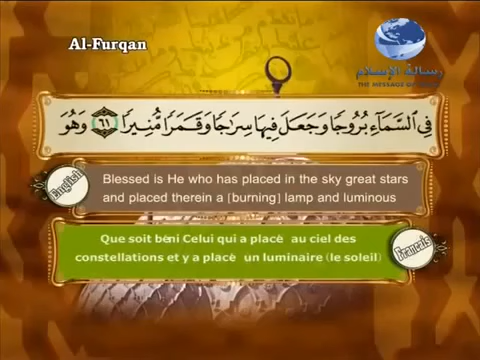 Al-Furqan
رسالة الإسلام
THE MESSAGE OF ISLAM
فِي السَّمَاءِ بُرُوجًا وَجَعَلَ فِيهَا سِرَاجًا وَقَمَرًا مُّنِيرًا ٦١ وَهُوَ
English
Blessed is He who has placed in the sky great stars
and placed therein a [burning] lamp and luminous
Que soit béni Celui qui a placé au ciel des
constellations et y a placé un luminaire (le soleil)
Francais